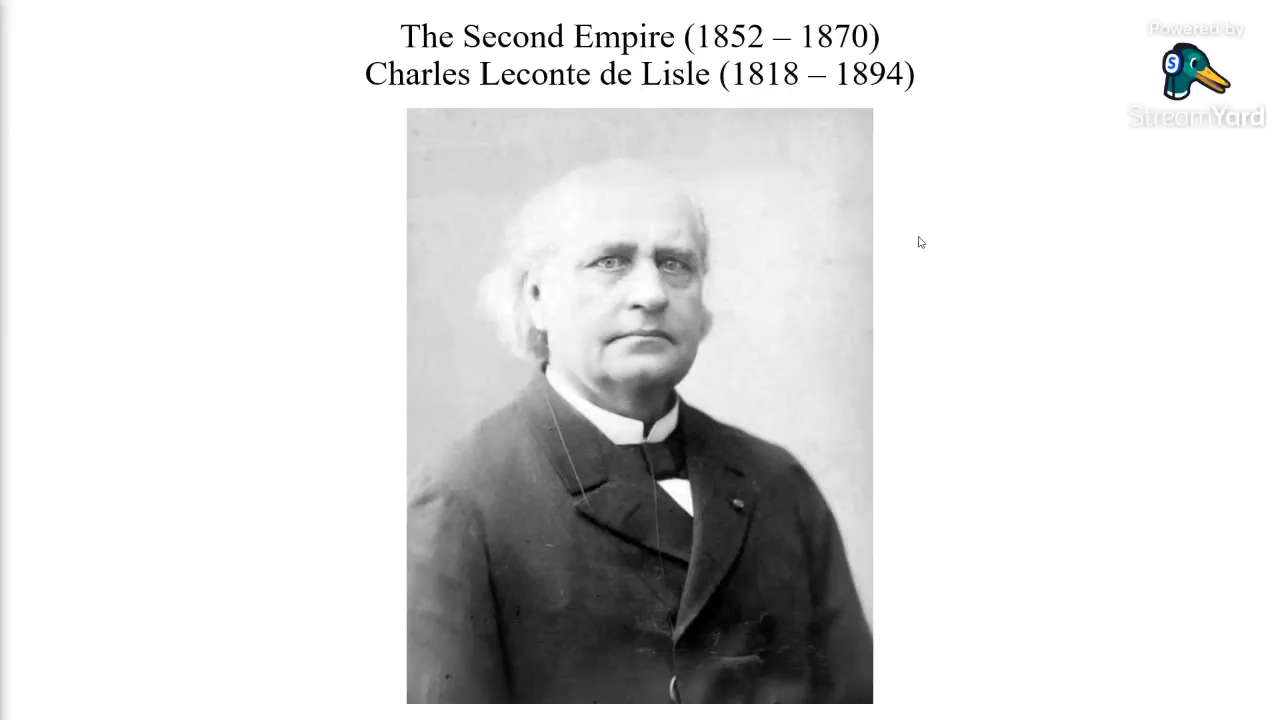 The Second Empire (1852 – 1870)
Charles Leconte de Lisle (1818 – 1894)
Powered by
S
StreamYard